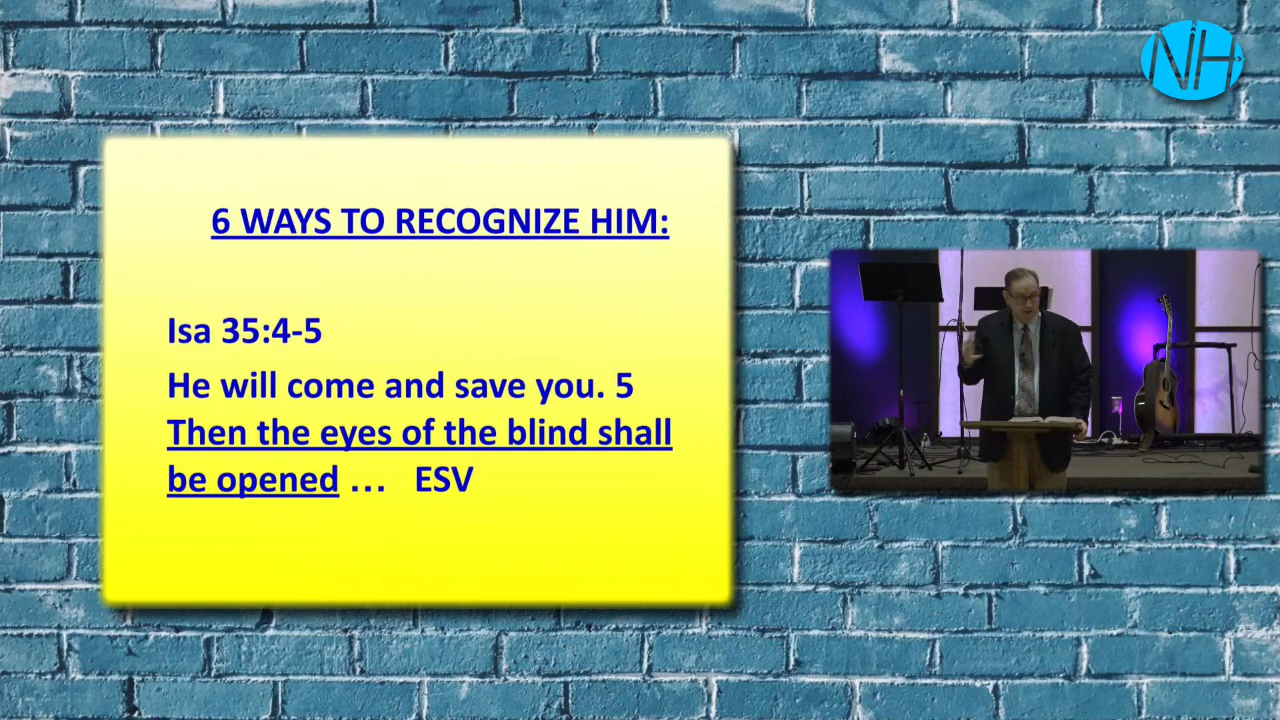 NH
6 WAYS TO RECOGNIZE HIM:
Isa 35:4-5
He will come and save you. 5
Then the eyes of the blind shall
be opened … ESV